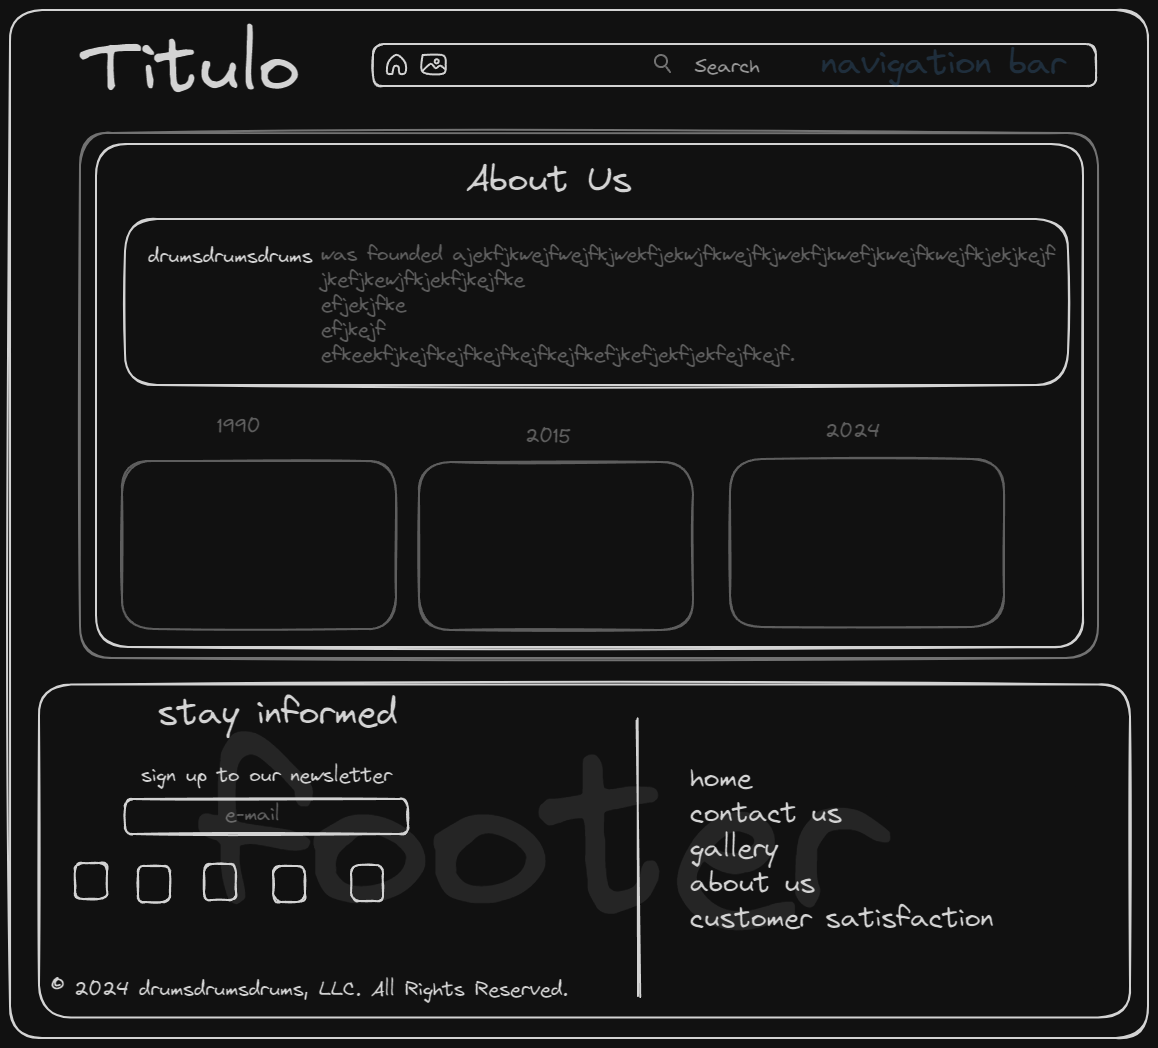 Titulo
Search navigation bar
About Us
drumsdrumsdrums was founded ajekfjkwejfwejfkjwekfjekwjfkwejfkjwekfjkwefjkwejfkwejfkjekjkejf
jkefjkewjfkjekfjkejfke
efjekjfke
efjkejf
efkeekfjkejfkejfkejfkejfkejfkefjkefjekfjekfejfkejf.
1990
2015
2024
stay informed
sign up to our newsletter
e-mail
footer
home
contact us
gallery
about us
customer satisfaction
© 2024 drumsdrumsdrums, LLC. All Rights Reserved.